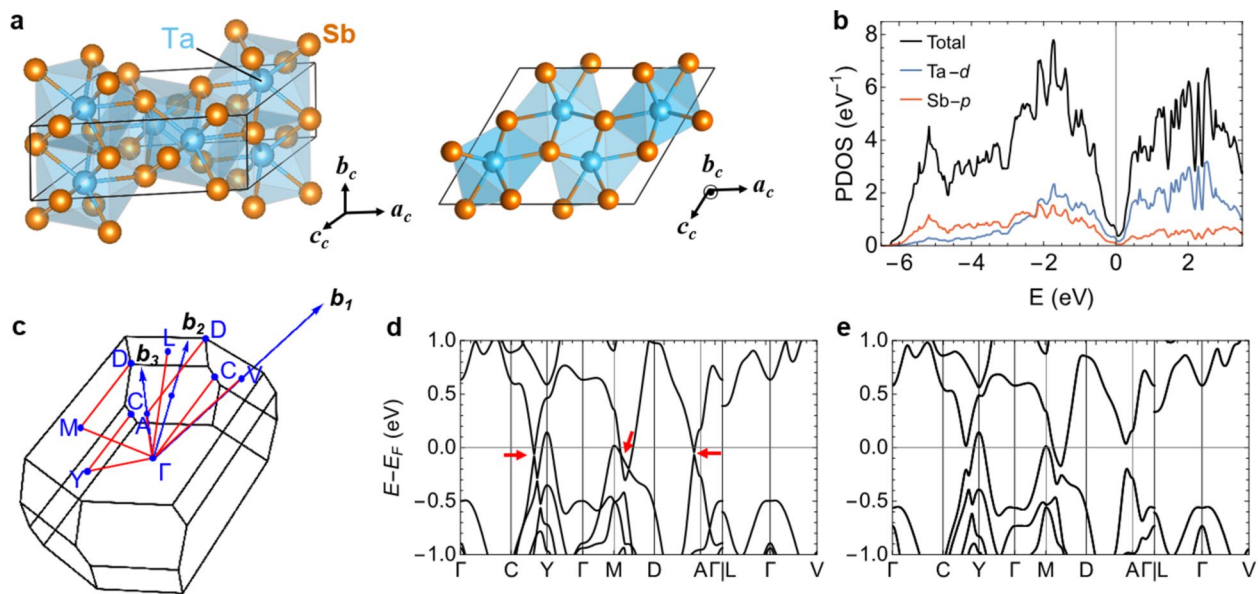 a
Ta
Sb
b_c
a_c
c_c
b_c
a_c
c_c
b
PDOS (eV⁻¹)
8
6
4
2
0
Total
Ta-d
Sb-p
−6
−4
−2
0
2
E (eV)
c
b_1
b_2
D
L
D
b_3
C
V
C
A
M
Γ
Y
d
E−E_F (eV)
1.0
0.5
0.0
−0.5
−1.0
Γ
C
Y
Γ
M
D
AΓ|L
Γ
V
e
1.0
0.5
0.0
−0.5
−1.0
Γ
C
Y
Γ
M
D
AΓ|L
Γ
V